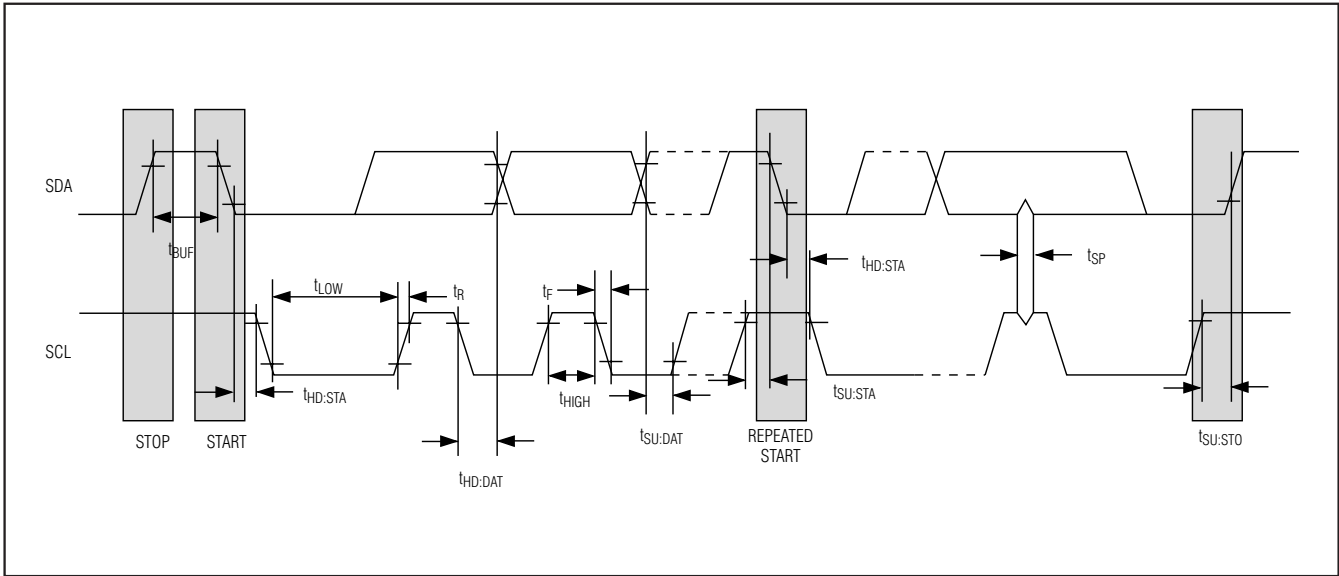 SDA
tBUF
tHD:STA
tSP
tLOW
tR
tF
SCL
tHD:STA
tHIGH
tSU:STA
tSU:DAT
tSU:STO
STOP
START
REPEATED
START
tHD:DAT